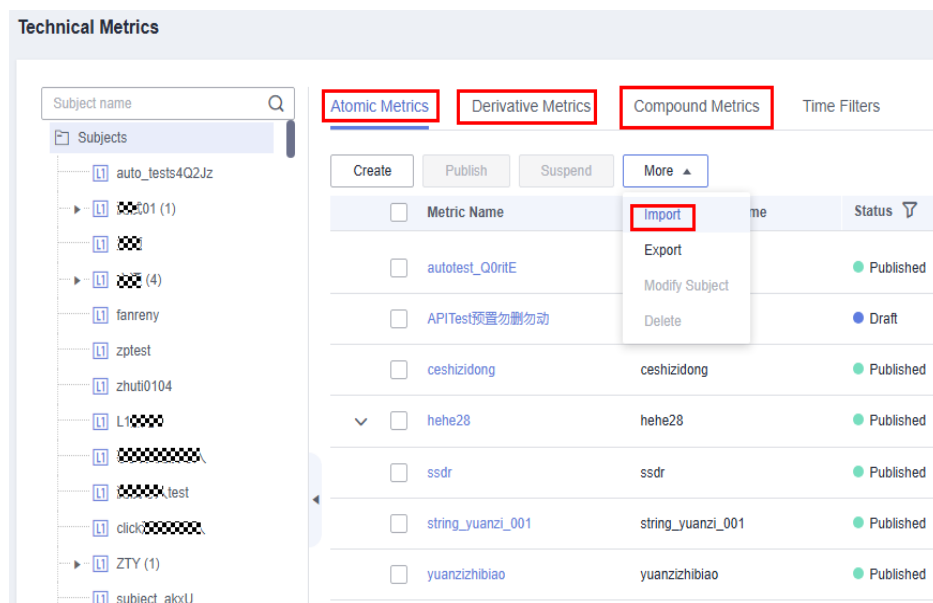 Technical Metrics
Subject name
Atomic Metrics Derivative Metrics Compound Metrics Time Filters
Subjects
Create Publish Suspend More
auto_tests4Q2Jz
01 (1)
Metric Name
Import
Status
Export
autotest_Q0ritE
Published
(4)
Modify Subject
fanreny
APITest预置勿删勿动
Delete
Draft
zptest
ceshizidong ceshizidong Published
zhuti0104
L1
hehe28 hehe28 Published
ssdr ssdr Published
test
click
string_yuanzi_001 string_yuanzi_001 Published
ZTY (1)
yuanzizhibiao yuanzizhibiao Published
subject_akxU